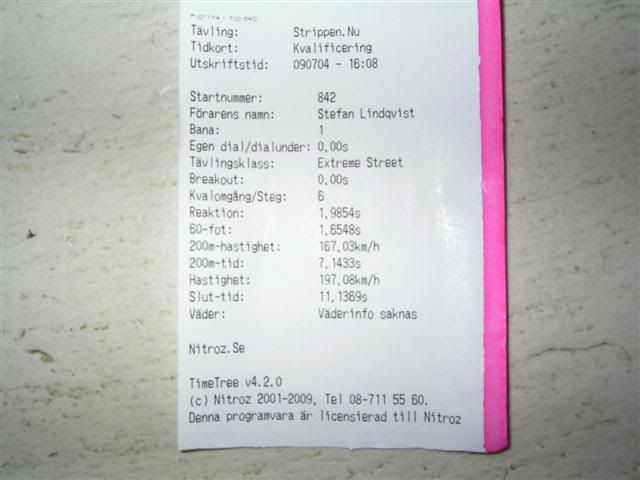 Tävling: Strippen.Nu
Tidkort: Kvalificering
Utskriftstid: 090704 - 16:08
Startnummer: 842
Förarens namn: Stefan Lindqvist
Bana: 1
Egen dial/dialunder: 0,00s
Tävlingsklass: Extreme Street
Breakout: 0,00s
Kvalomgång/Steg: 6
Reaktion: 1,9854s
60-fot: 1,6548s
200m-hastighet: 167,03km/h
200m-tid: 7,1433s
Hastighet: 197,08km/h
Slut-tid: 11,1369s
Väder: Väderinfo saknas
Nitroz.Se
TimeTree v4.2.0
(c) Nitroz 2001-2009, Tel 08-711 55 60.
Denna programvara är licensierad till Nitroz